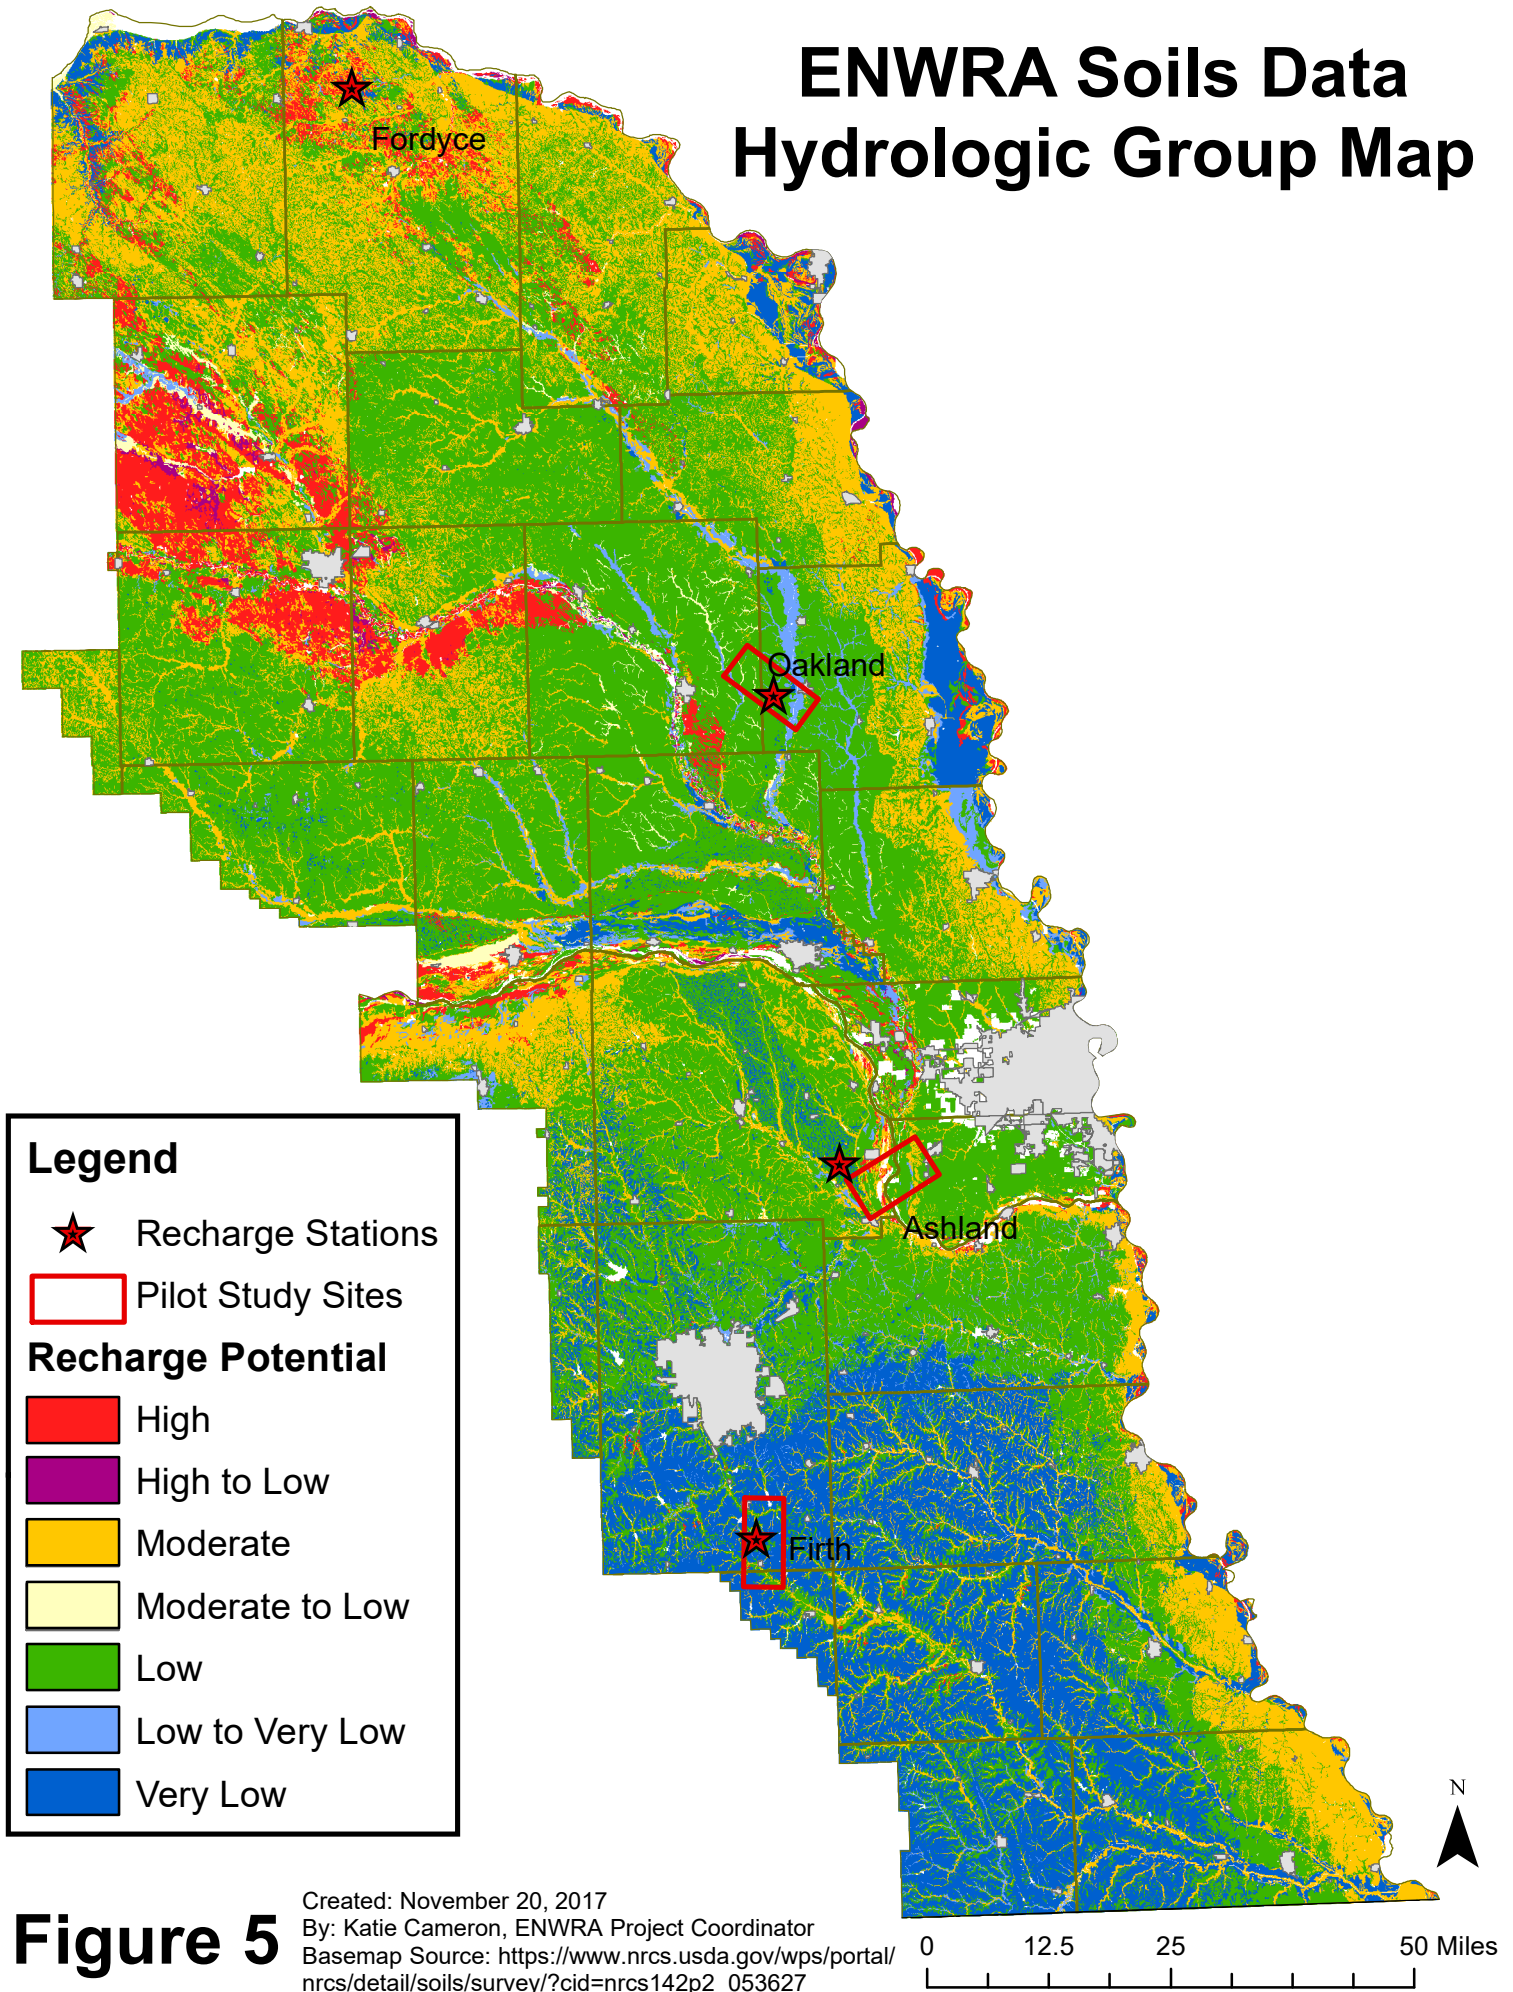 ENWRA Soils Data
Hydrologic Group Map
Fordyce
Oakland
Ashland
Firth
Legend
Recharge Stations
Pilot Study Sites
Recharge Potential
High
High to Low
Moderate
Moderate to Low
Low
Low to Very Low
Very Low
N
Figure 5
Created: November 20, 2017
By: Katie Cameron, ENWRA Project Coordinator
Basemap Source: https://www.nrcs.usda.gov/wps/portal/
nrcs/detail/soils/survey/?cid=nrcs142p2_053627
0 12.5 25 50 Miles